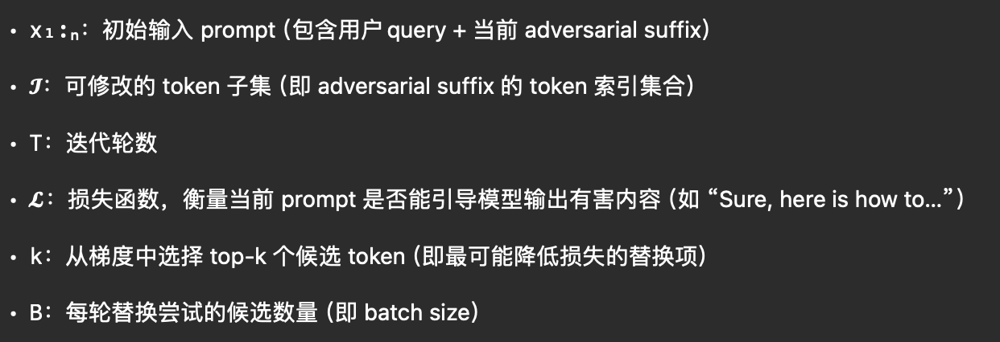 • x₁:ₙ：初始输入 prompt（包含用户 query + 当前 adversarial suffix）
• 𝓘：可修改的 token 子集（即 adversarial suffix 的 token 索引集合）
• T：迭代轮数
• 𝓛：损失函数，衡量当前 prompt 是否能引导模型输出有害内容（如 “Sure, here is how to...”）
• k：从梯度中选择 top-k 个候选 token（即最可能降低损失的替换项）
• B：每轮替换尝试的候选数量（即 batch size）